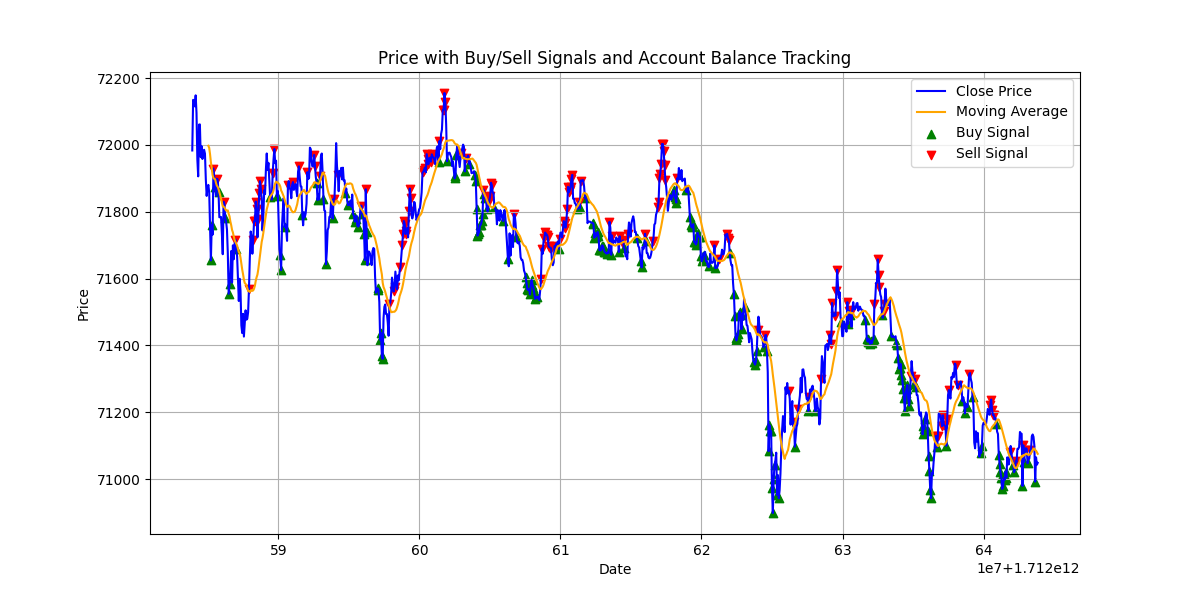 Price with Buy/Sell Signals and Account Balance Tracking
72200
72000
71800
71600
71400
71200
71000
Price
Close Price
Moving Average
Buy Signal
Sell Signal
59
60
61
62
63
64
Date
1e7+1.712e12